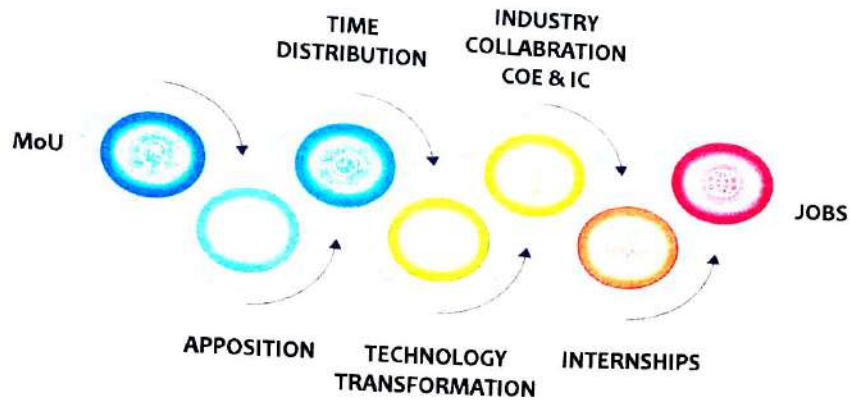 TIME
DISTRIBUTION
INDUSTRY
COLLABRATION
COE & IC
MoU
JOBS
APPOSITION
TECHNOLOGY
TRANSFORMATION
INTERNSHIPS